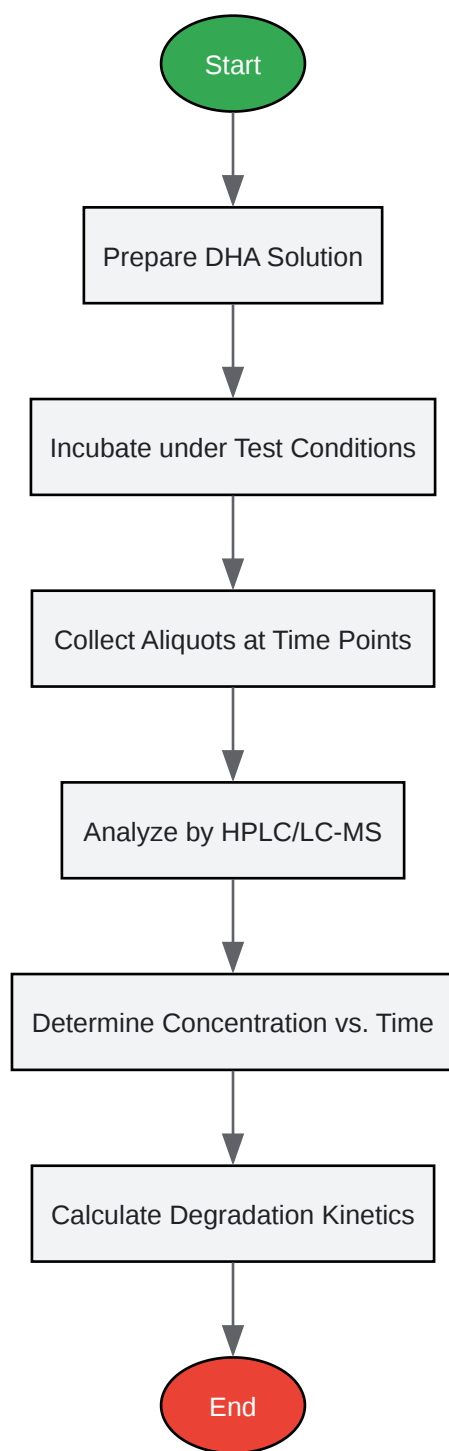 Start
Prepare DHA Solution
Incubate under Test Conditions
Collect Aliquots at Time Points
Analyze by HPLC/LC-MS
Determine Concentration vs. Time
Calculate Degradation Kinetics
End